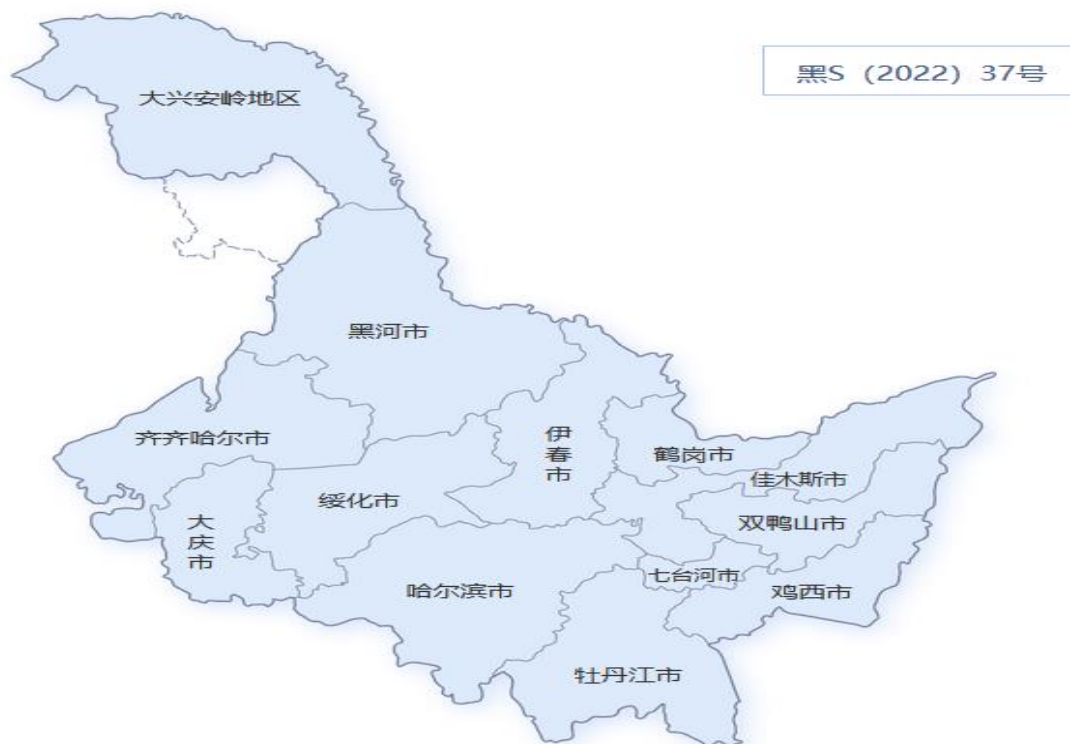 黑S（2022）37号
大兴安岭地区
黑河市
齐齐哈尔市
伊春市
鹤岗市
佳木斯市
绥化市
大庆市
双鸭山市
七台河市
哈尔滨市
鸡西市
牡丹江市